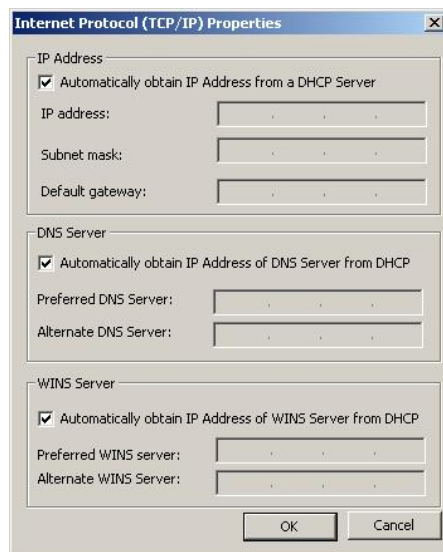 Internet Protocol (TCP/IP) Properties
IP Address
Automatically obtain IP Address from a DHCP Server
IP address:
Subnet mask:
Default gateway:
DNS Server
Automatically obtain IP Address of DNS Server from DHCP
Preferred DNS Server:
Alternate DNS Server:
WINS Server
Automatically obtain IP Address of WINS Server from DHCP
Preferred WINS server:
Alternate WINS Server:
OK Cancel